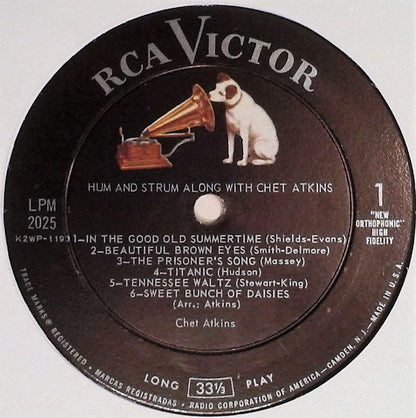 RCA VICTOR
HUM AND STRUM ALONG WITH CHET ATKINS
LPM
2025
1
"NEW
ORTHOPHONIC"
HIGH
FIDELITY
K2WP-1193 1-IN THE GOOD OLD SUMMERTIME (Shields-Evans)
2-BEAUTIFUL BROWN EYES (Smith-Delmore)
3-THE PRISONER'S SONG (Massey)
4-TITANIC (Hudson)
5-TENNESSEE WALTZ (Stewart-King)
6-SWEET BUNCH OF DAISIES
(Arr.: Atkins)
Chet Atkins
LONG 33⅓ PLAY
TRADE MARKS ® REGISTERED • MARCAS REGISTRADAS • RADIO CORPORATION OF AMERICA—CAMDEN, N.J.—MADE IN U.S.A.